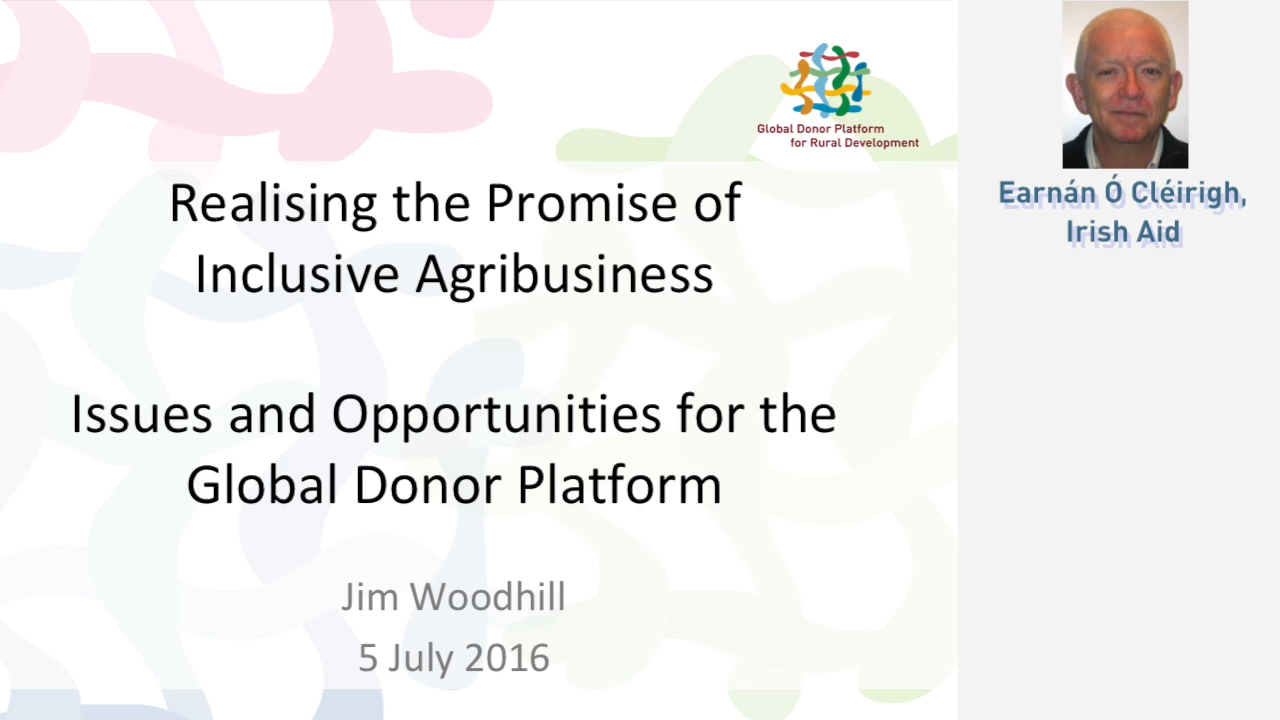 Global Donor Platform
for Rural Development
Realising the Promise of
Inclusive Agribusiness
Issues and Opportunities for the
Global Donor Platform
Jim Woodhill
5 July 2016
Earnán Ó Cléirigh,
Irish Aid